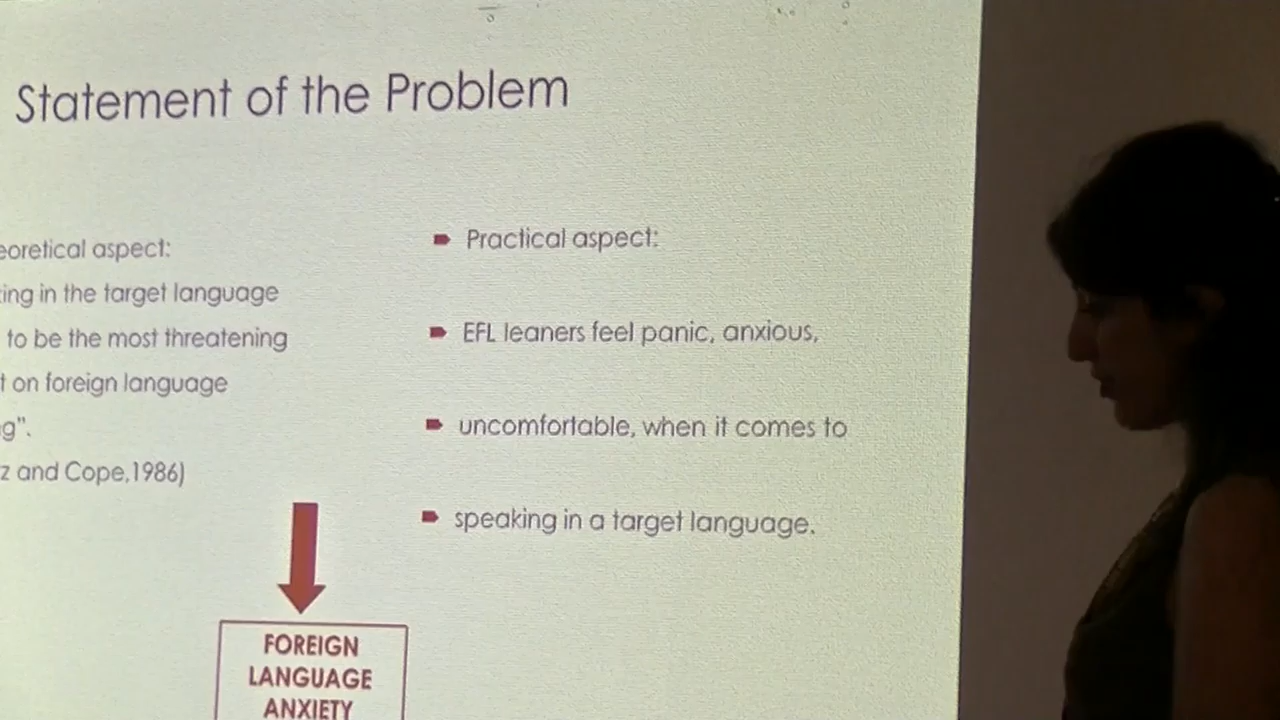 Statement of the Problem
eoretical aspect:
ing in the target language
to be the most threatening
t on foreign language
g".
z and Cope,1986)
Practical aspect:
EFL leaners feel panic, anxious,
uncomfortable, when it comes to
speaking in a target language.
FOREIGN
LANGUAGE
ANXIETY